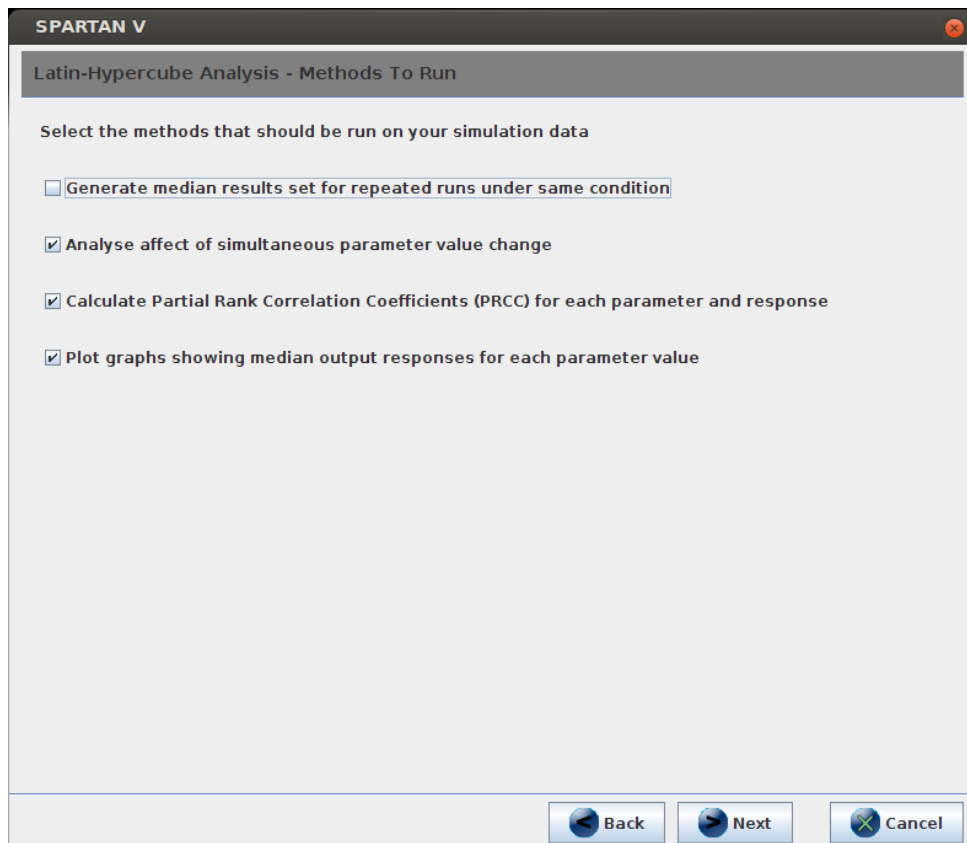 SPARTAN V
Latin-Hypercube Analysis - Methods To Run
Select the methods that should be run on your simulation data
Generate median results set for repeated runs under same condition
Analyse affect of simultaneous parameter value change
Calculate Partial Rank Correlation Coefficients (PRCC) for each parameter and response
Plot graphs showing median output responses for each parameter value
Back Next Cancel